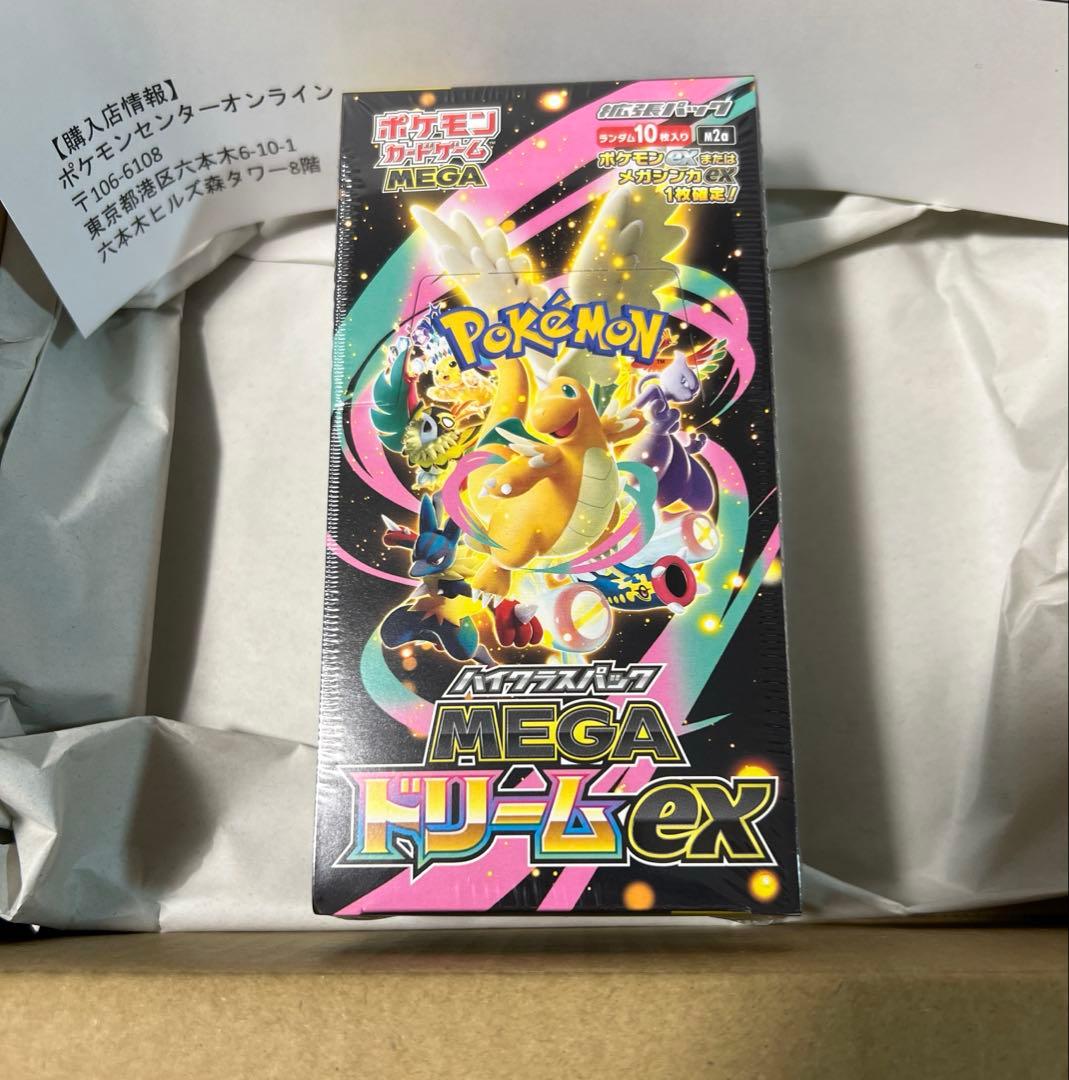 【購入店情報】
ポケモンセンターオンライン
〒106-6108
東京都港区六本木6-10-1
六本木ヒルズ森タワー8階
ポケモン
カードゲーム
MEGA
拡張パック
ランダム10枚入り M2a
ポケモンexまたは
メガシンカex
1枚確定!
POKÉMON
TM
ハイクラスパック
MEGA
ドリームex